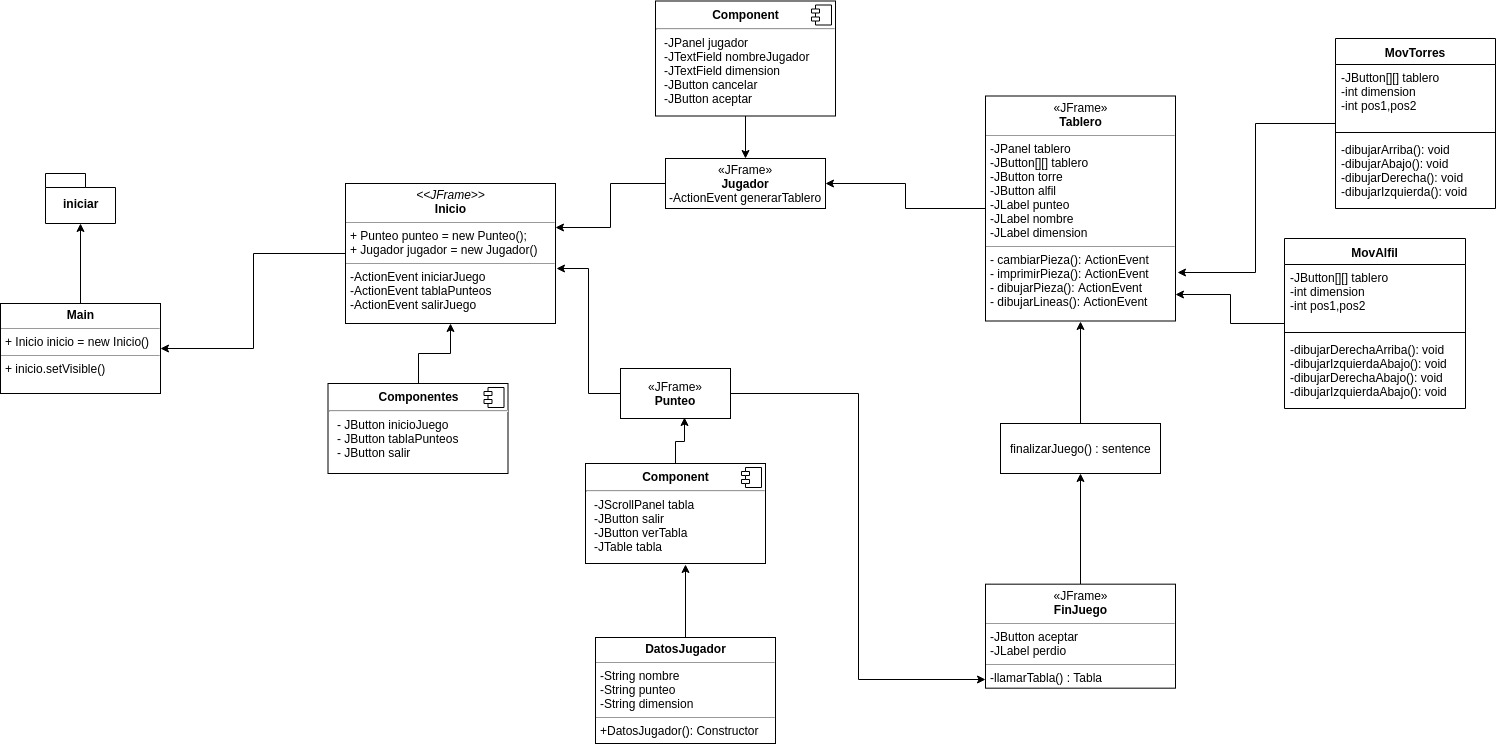 Component
-JPanel jugador
-JTextField nombreJugador
-JTextField dimension
-JButton cancelar
-JButton aceptar
MovTorres
-JButton[][] tablero
-int dimension
-int pos1,pos2
-dibujarArriba(): void
-dibujarAbajo(): void
-dibujarDerecha(): void
-dibujarIzquierda(): void
«JFrame»
Tablero
-JPanel tablero
-JButton[][] tablero
-JButton torre
-JButton alfil
-JLabel punteo
-JLabel nombre
-JLabel dimension
- cambiarPieza(): ActionEvent
- imprimirPieza(): ActionEvent
- dibujarPieza(): ActionEvent
- dibujarLineas(): ActionEvent
«JFrame»
Jugador
-ActionEvent generarTablero
iniciar
<<JFrame>>
Inicio
+ Punteo punteo = new Punteo();
+ Jugador jugador = new Jugador()
-ActionEvent iniciarJuego
-ActionEvent tablaPunteos
-ActionEvent salirJuego
MovAlfil
-JButton[][] tablero
-int dimension
-int pos1,pos2
-dibujarDerechaArriba(): void
-dibujarIzquierdaAbajo(): void
-dibujarDerechaAbajo(): void
-dibujarIzquierdaAbajo(): void
Main
+ Inicio inicio = new Inicio()
+ inicio.setVisible()
Componentes
- JButton inicioJuego
- JButton tablaPunteos
- JButton salir
«JFrame»
Punteo
finalizarJuego() : sentence
Component
-JScrollPanel tabla
-JButton salir
-JButton verTabla
-JTable tabla
«JFrame»
FinJuego
-JButton aceptar
-JLabel perdio
-llamarTabla() : Tabla
DatosJugador
-String nombre
-String punteo
-String dimension
+DatosJugador(): Constructor